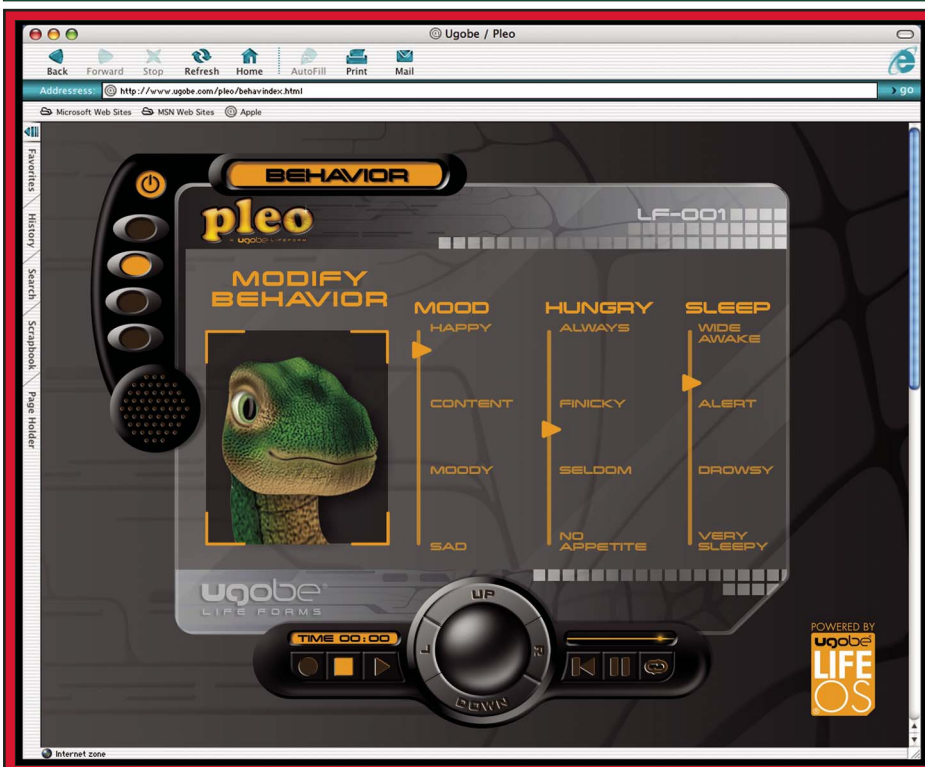 @ Ugobe / Pleo
Back Forward Stop Refresh Home AutoFill Print Mail
Addressress: @ http://www.ugobe.com/pleo/behavindex.html go
Microsoft Web Sites MSN Web Sites @ Apple
Favorites
History
Search
Scrapbook
Page Holder
BEHAVIOR
pleo
A UGOBE LIFEFORM
LF-001
MODIFY
BEHAVIOR
MOOD
HAPPY
CONTENT
MOODY
SAD
HUNGRY
ALWAYS
FINICKY
SELDOM
NO
APPETITE
SLEEP
WIDE
AWAKE
ALERT
DROWSY
VERY
SLEEPY
ugobe®
LIFE FORMS
TIME 00:00
UP
L
R
DOWN
POWERED BY
ugobe
LIFE
OS
®
Internet zone